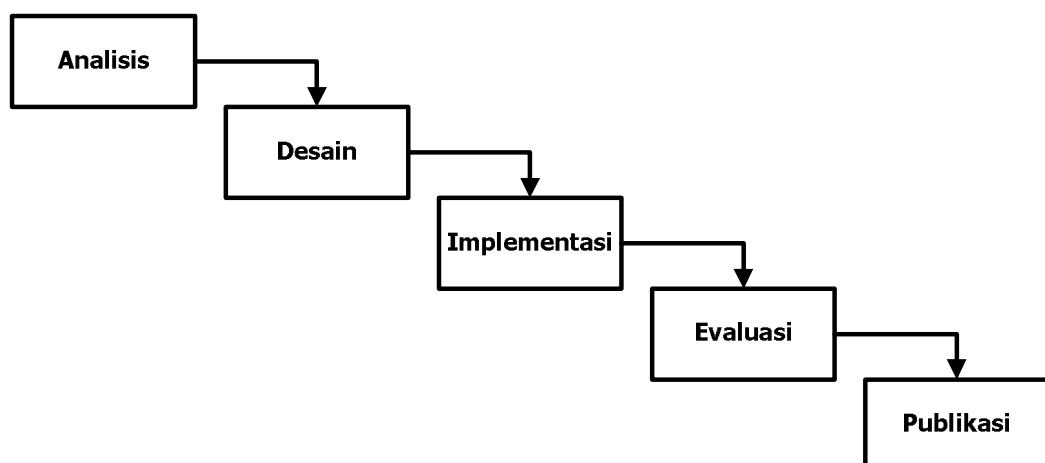 Analisis
Desain
Implementasi
Evaluasi
Publikasi